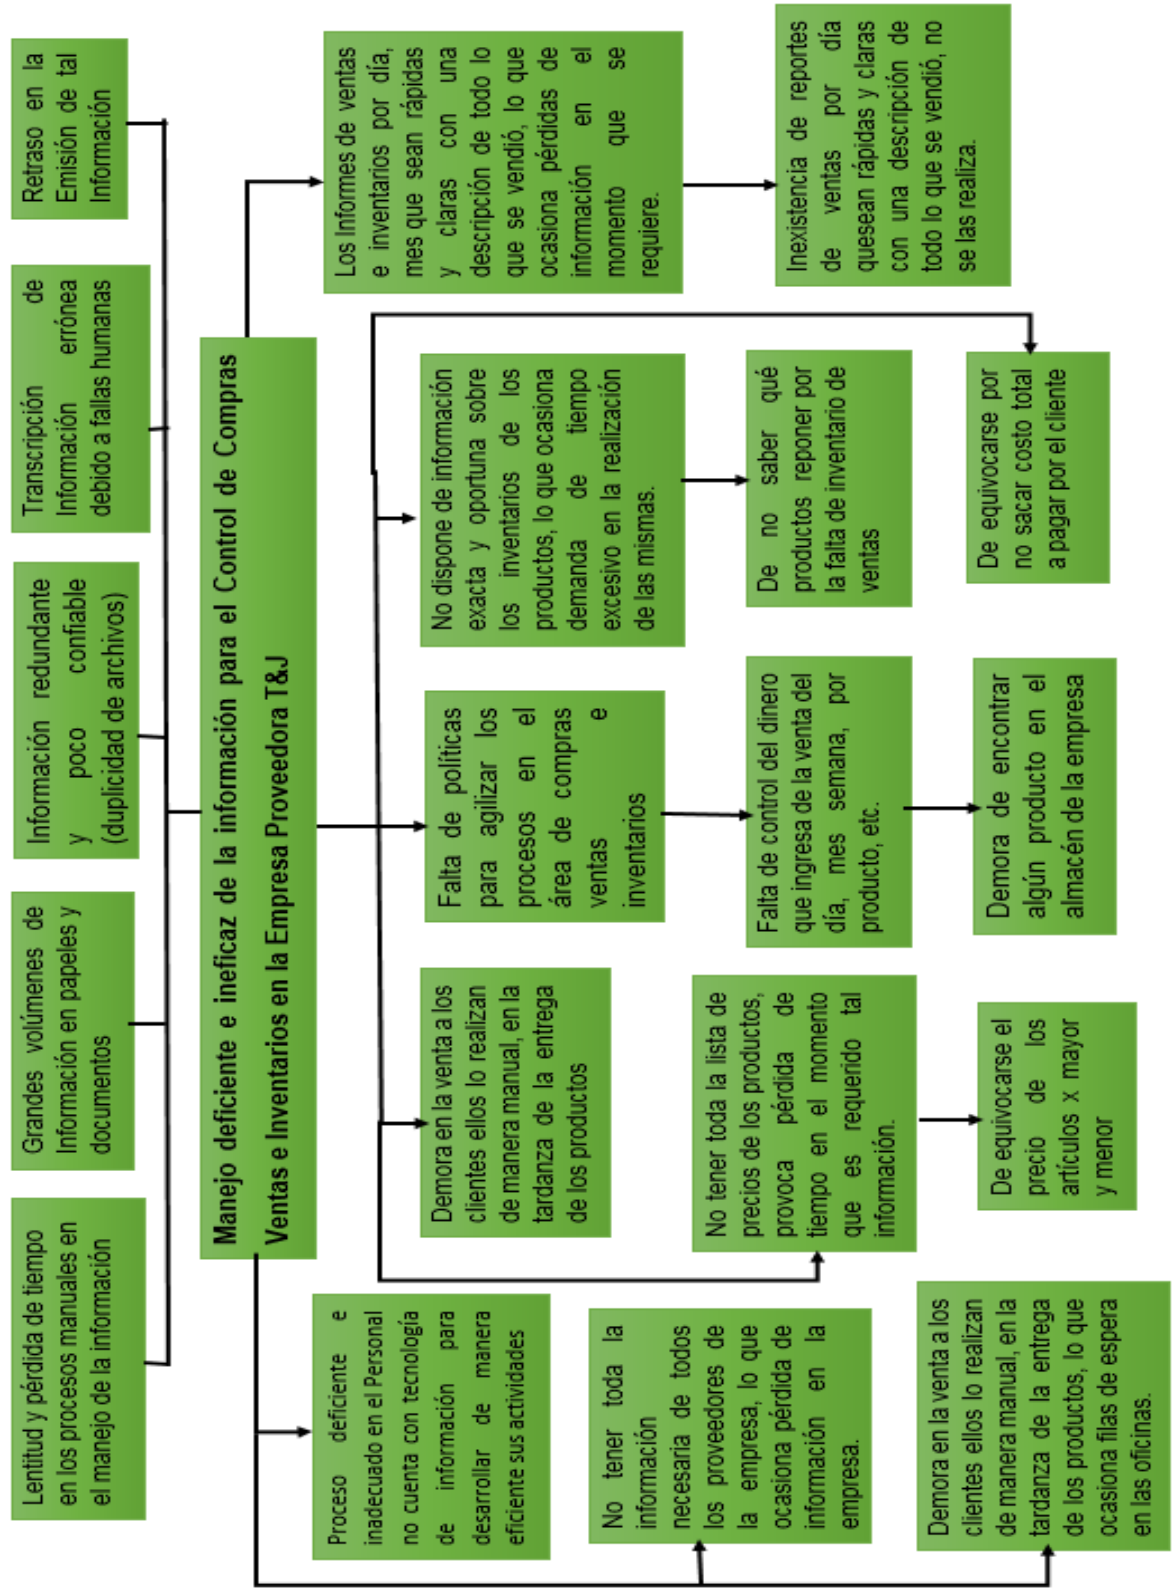 Lentitud y pérdida de tiempo
en los procesos manuales en
el manejo de la información
Grandes volúmenes de
Información en papeles y
documentos
Información redundante
y poco confiable
(duplicidad de archivos)
Transcripción de
Información errónea
debido a fallas humanas
Retraso en la
Emisión de tal
Información
Manejo deficiente e ineficaz de la información para el Control de Compras
Ventas e Inventarios en la Empresa Proveedora T&J
Proceso deficiente e
inadecuado en el Personal
no cuenta con tecnología
de información para
desarrollar de manera
eficiente sus actividades
No tener toda la
información
necesaria de todos
los proveedores de
la empresa, lo que
ocasiona pérdida de
información en la
empresa.
Demora en la venta a los
clientes ellos lo realizan
de manera manual, en la
tardanza de la entrega
de los productos, lo que
ocasiona filas de espera
en las oficinas.
Demora en la venta a los
clientes ellos lo realizan
de manera manual, en la
tardanza de la entrega
de los productos
No tener toda la lista de
precios de los productos,
provoca pérdida de
tiempo en el momento
que es requerido tal
información.
De equivocarse el
precio de los
artículos x mayor
y menor
Falta de políticas
para agilizar los
procesos en el
área de compras
ventas e
inventarios
Falta de control del dinero
que ingresa de la venta del
día, mes semana, por
producto, etc.
Demora de encontrar
algún producto en el
almacén de la empresa
No dispone de información
exacta y oportuna sobre
los inventarios de los
productos, lo que ocasiona
demanda de tiempo
excesivo en la realización
de las mismas.
De no saber qué
productos reponer por
la falta de inventario de
ventas
De equivocarse por
no sacar costo total
a pagar por el cliente
Los Informes de ventas
e inventarios por día,
mes que sean rápidas
y claras con una
descripción de todo lo
que se vendió, lo que
ocasiona pérdidas de
información en el
momento que se
requiere.
Inexistencia de reportes
de ventas por día
quesean rápidas y claras
con una descripción de
todo lo que se vendió, no
se las realiza.